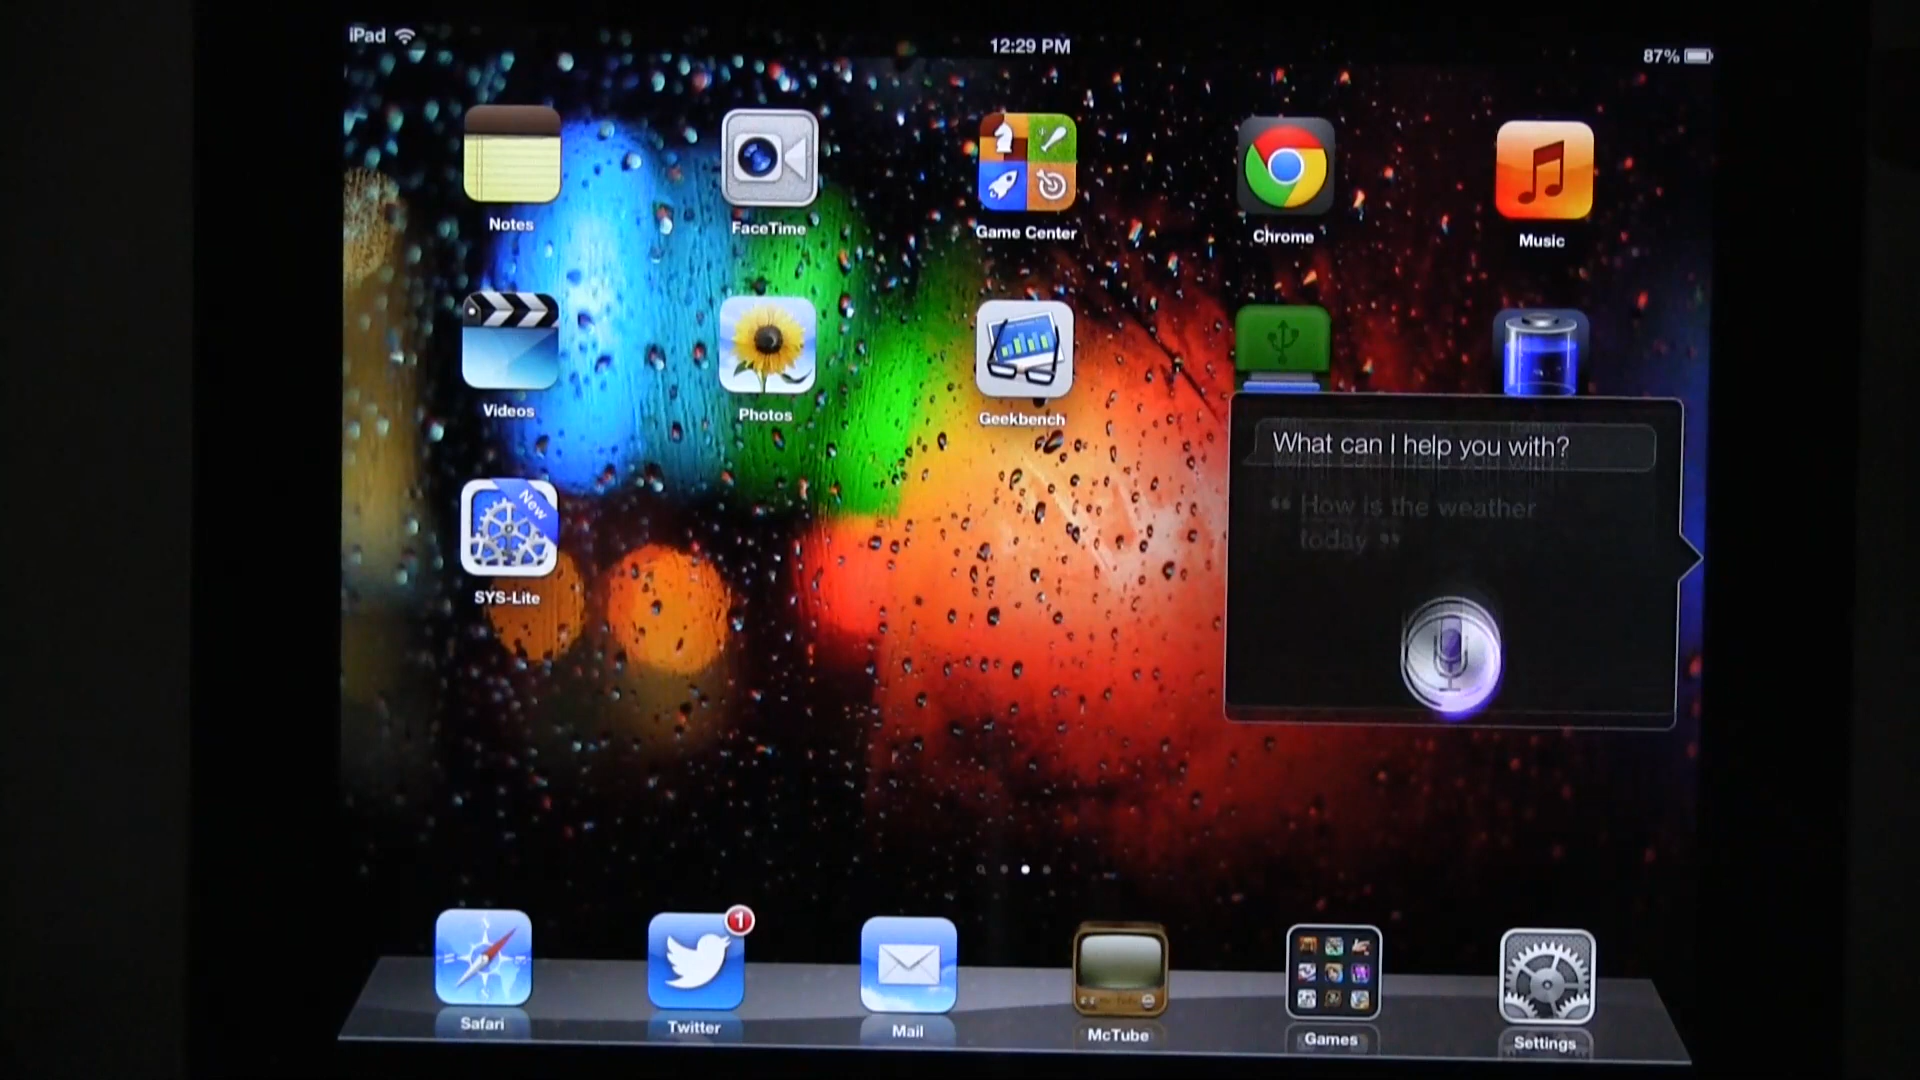 iPad
12:29 PM
87%
Notes
FaceTime
Game Center
Chrome
Music
Videos
Photos
Geekbench
What can I help you with?
“ How is the weather
today ”
New
SYS-Lite
1
Safari
Twitter
Mail
McTube
Games
Settings